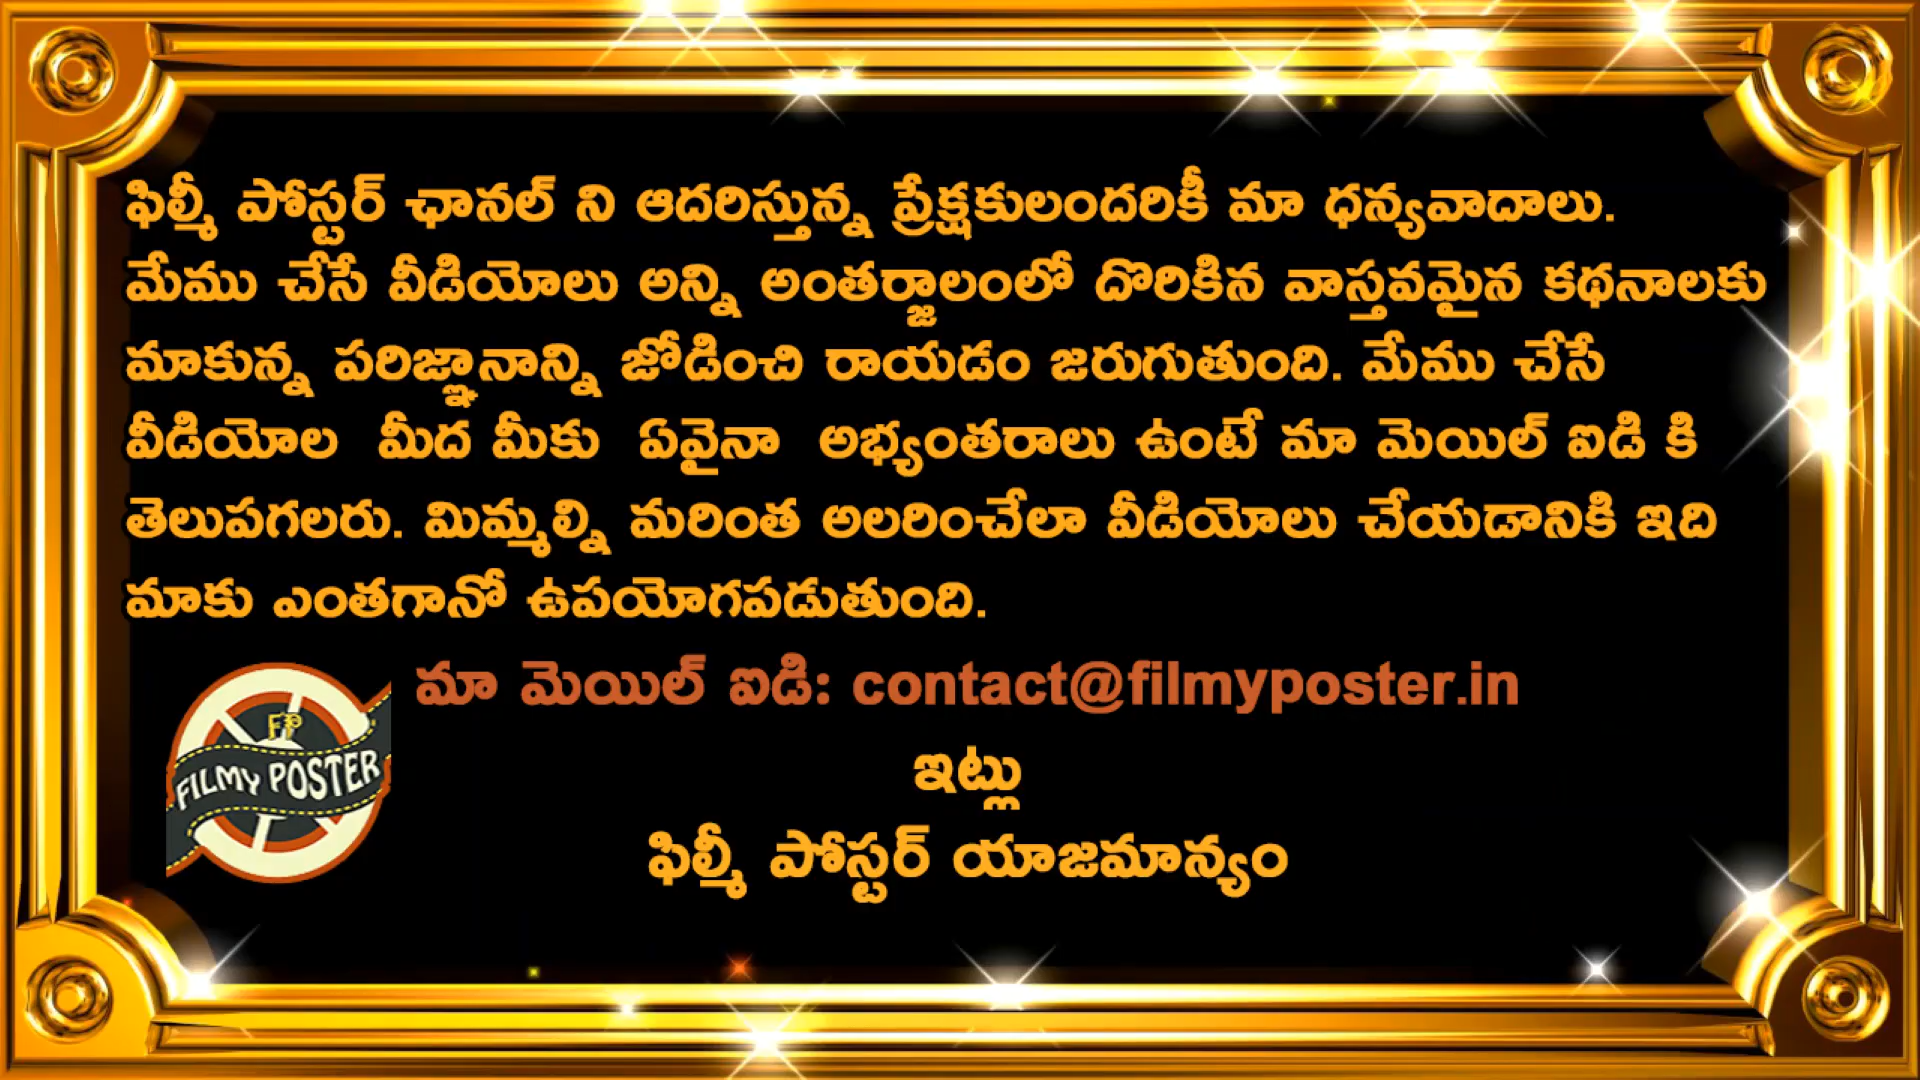 ఫిల్మీ పోస్టర్ ఛానల్ ని ఆదరిస్తున్న ప్రేక్షకులందరికీ మా ధన్యవాదాలు.
మేము చేసే వీడియోలు అన్ని అంతర్జాలంలో దొరికిన వాస్తవమైన కథనాలకు
మాకున్న పరిజ్ఞానాన్ని జోడించి రాయడం జరుగుతుంది. మేము చేసే
వీడియోల మీద మీకు ఏవైనా అభ్యంతరాలు ఉంటే మా మెయిల్ ఐడి కి
తెలుపగలరు. మిమ్మల్ని మరింత అలరించేలా వీడియోలు చేయడానికి ఇది
మాకు ఎంతగానో ఉపయోగపడుతుంది.
మా మెయిల్ ఐడి: contact@filmyposter.in
FP
FILMY POSTER
ఇట్లు
ఫిల్మీ పోస్టర్ యాజమాన్యం